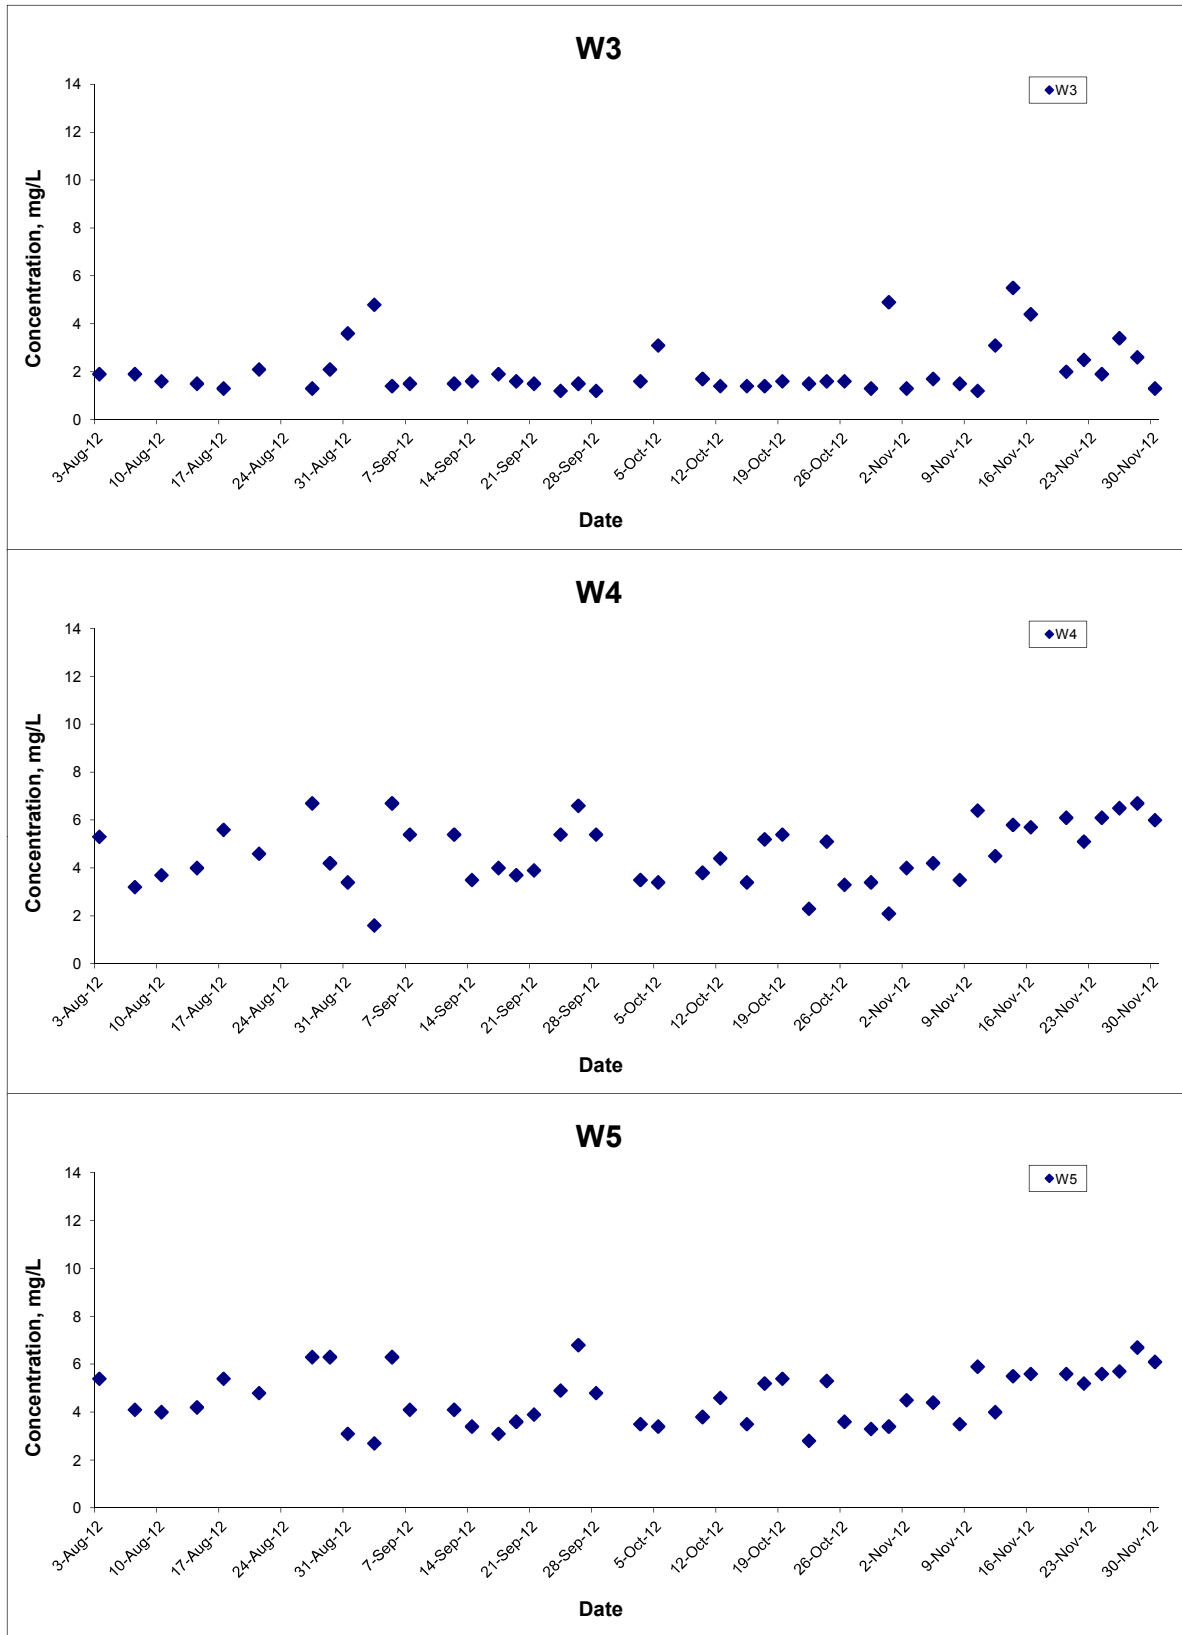 W3
W3
14
12
10
8
6
4
2
0
Concentration, mg/L
3-Aug-12
10-Aug-12
17-Aug-12
24-Aug-12
31-Aug-12
7-Sep-12
14-Sep-12
21-Sep-12
28-Sep-12
5-Oct-12
12-Oct-12
19-Oct-12
26-Oct-12
2-Nov-12
9-Nov-12
16-Nov-12
23-Nov-12
30-Nov-12
Date
W4
W4
14
12
10
8
6
4
2
0
Concentration, mg/L
3-Aug-12
10-Aug-12
17-Aug-12
24-Aug-12
31-Aug-12
7-Sep-12
14-Sep-12
21-Sep-12
28-Sep-12
5-Oct-12
12-Oct-12
19-Oct-12
26-Oct-12
2-Nov-12
9-Nov-12
16-Nov-12
23-Nov-12
30-Nov-12
Date
W5
W5
14
12
10
8
6
4
2
0
Concentration, mg/L
3-Aug-12
10-Aug-12
17-Aug-12
24-Aug-12
31-Aug-12
7-Sep-12
14-Sep-12
21-Sep-12
28-Sep-12
5-Oct-12
12-Oct-12
19-Oct-12
26-Oct-12
2-Nov-12
9-Nov-12
16-Nov-12
23-Nov-12
30-Nov-12
Date